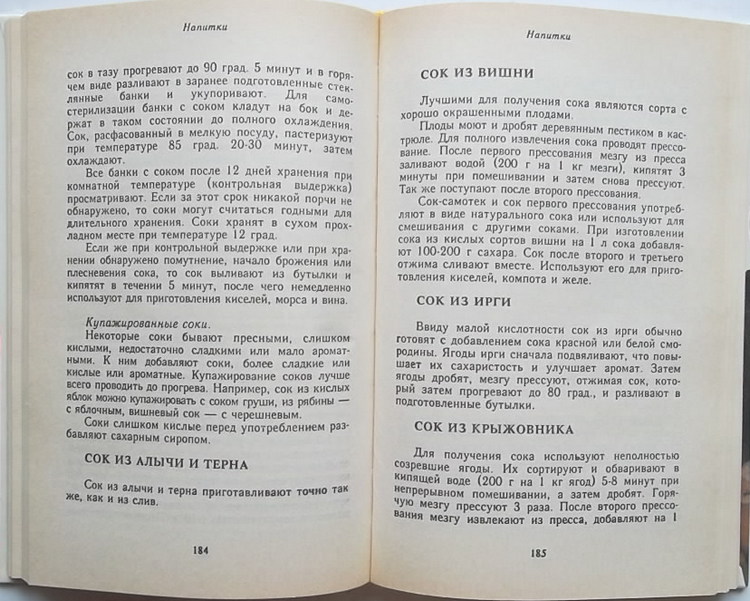 Напитки
сок в тазу прогревают до 90 град. 5 минут и в горя-
чем виде разливают в заранее подготовленные стек-
лянные банки и укупоривают. Для само-
стерилизации банки с соком кладут на бок и дер-
жат в таком состоянии до полного охлаждения.
Сок, расфасованный в мелкую посуду, пастеризуют
при температуре 85 град. 20-30 минут, затем
охлаждают.
Все банки с соком после 12 дней хранения при
комнатной температуре (контрольная выдержка)
просматривают. Если за этот срок никакой порчи не
обнаружено, то соки могут считаться годными для
длительного хранения. Соки хранят в сухом прох-
ладном месте при температуре 12 град.
Если же при контрольной выдержке или при хра-
нении обнаружено помутнение, начало брожения или
плесневения сока, то сок выливают из бутылки и
кипятят в течении 5 минут, после чего немедленно
используют для приготовления киселей, морса и вина.
Купажированные соки.
Некоторые соки бывают пресными, слишком
кислыми, недостаточно сладкими или мало аромат-
ными. К ним добавляют соки, более сладкие или
кислые или ароматные. Купажирование соков лучше
всего проводить до прогрева. Например, сок из кислых
яблок можно купажировать с соком груши, из рябины —
с яблочным, вишневый сок — с черешневым.
Соки слишком кислые перед употреблением раз-
бавляют сахарным сиропом.
СОК ИЗ АЛЫЧИ И ТЕРНА
Сок из алычи и терна приготавливают точно так
же, как и из слив.
184
Напитки
СОК ИЗ ВИШНИ
Лучшими для получения сока являются сорта с
хорошо окрашенными плодами.
Плоды моют и дробят деревянным пестиком в кас-
трюле. Для полного извлечения сока проводят прессо-
вание. После первого прессования мезгу из пресса
заливают водой (200 г на 1 кг мезги), кипятят 3
минуты при помешивании и затем снова прессуют.
Так же поступают после второго прессования.
Сок-самотек и сок первого прессования употреб-
ляют в виде натурального сока или используют для
смешивания с другими соками. При изготовлении
сока из кислых сортов вишни на 1 л сока добавля-
ют 100-200 г сахара. Сок после второго и третьего
отжима сливают вместе. Используют его для приго-
товления киселей, компота и желе.
СОК ИЗ ИРГИ
Ввиду малой кислотности сок из ирги обычно
готовят с добавлением сока красной или белой смо-
родины. Ягоды ирги сначала подвяливают, что повы-
шает их сахаристость и улучшает аромат. Затем
ягоды дробят, мезгу прессуют, отжимая сок, кото-
рый затем прогревают до 80 град., и разливают в
подготовленные бутылки.
СОК ИЗ КРЫЖОВНИКА
Для получения сока используют неполностью
созревшие ягоды. Их сортируют и обваривают в
кипящей воде (200 г на 1 кг ягод) 5-8 минут при
непрерывном помешивании, а затем дробят. Горя-
чую мезгу прессуют 3 раза. После второго прессо-
вания мезгу извлекают из пресса, добавляют на 1
185